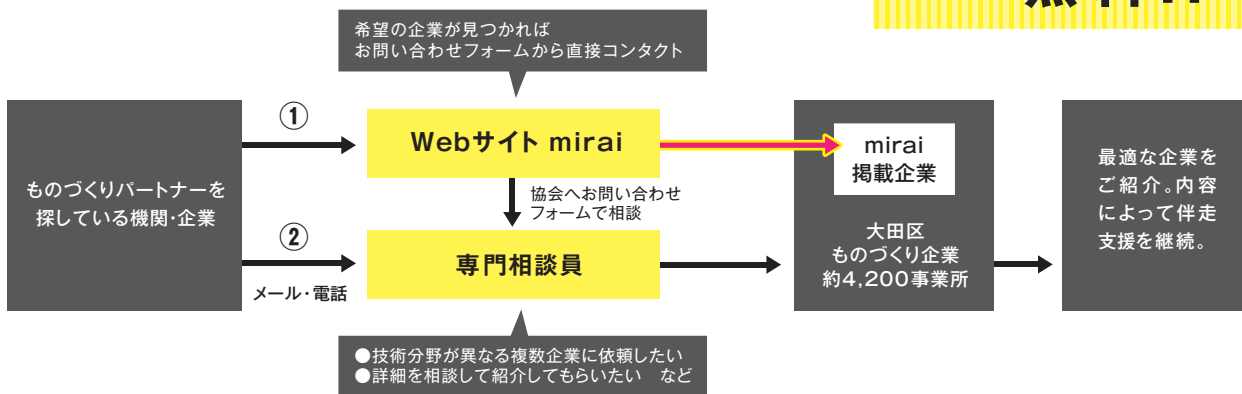 希望の企業が見つかれば
お問い合わせフォームから直接コンタクト
ものづくりパートナーを
探している機関・企業
①
Webサイト mirai
協会へお問い合わせ
フォームで相談
②
メール・電話
専門相談員
●技術分野が異なる複数企業に依頼したい
●詳細を相談して紹介してもらいたい　など
mirai
掲載企業
大田区
ものづくり企業
約4,200事業所
最適な企業を
ご紹介。内容
によって伴走
支援を継続。